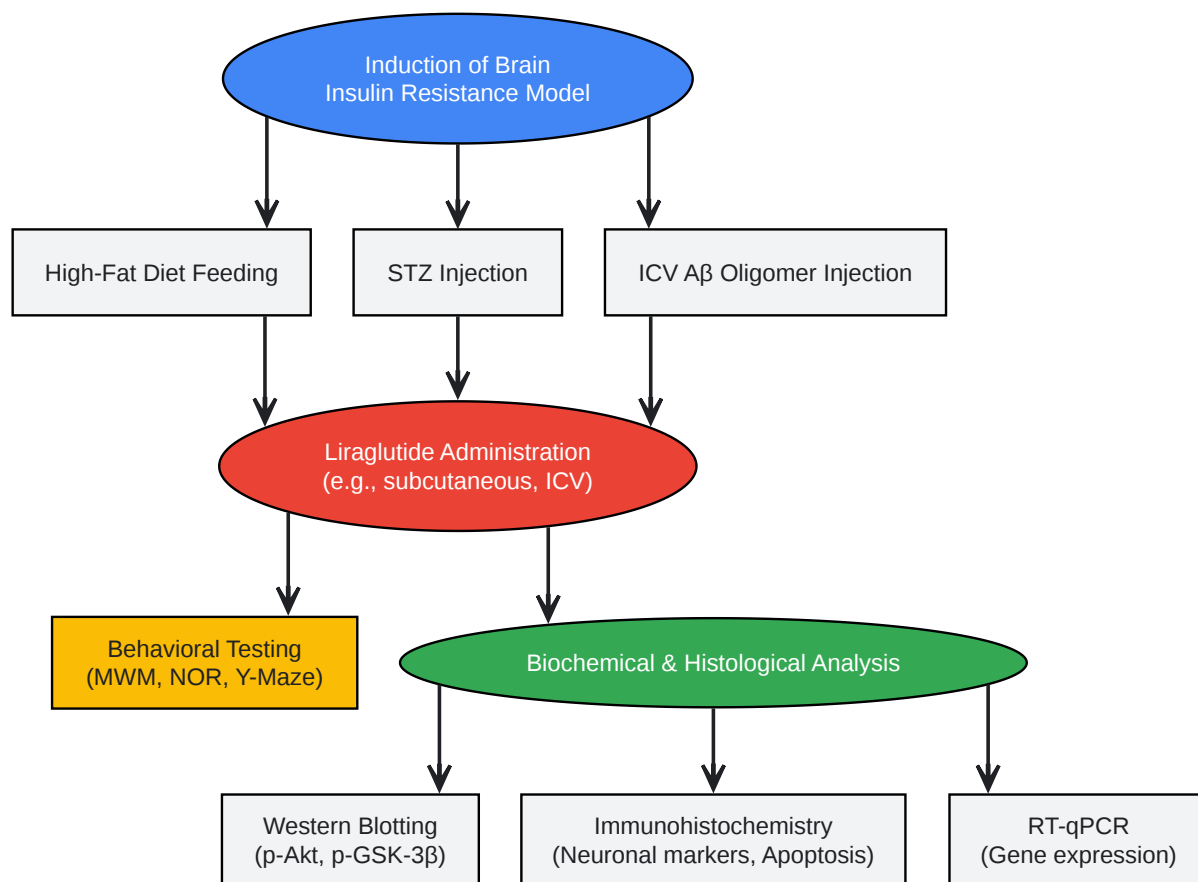 Induction of Brain
Insulin Resistance Model
High-Fat Diet Feeding
STZ Injection
ICV Aβ Oligomer Injection
Liraglutide Administration
(e.g., subcutaneous, ICV)
Behavioral Testing
(MWM, NOR, Y-Maze)
Biochemical & Histological Analysis
Western Blotting
(p-Akt, p-GSK-3β)
Immunohistochemistry
(Neuronal markers, Apoptosis)
RT-qPCR
(Gene expression)